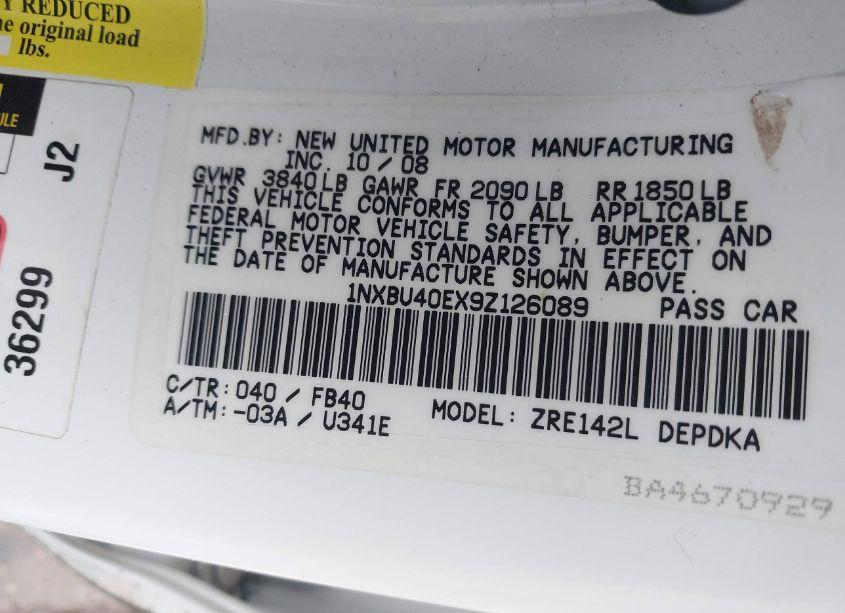 Y REDUCED
e original load
lbs.
ULE
J2
36299
MFD.BY: NEW UNITED MOTOR MANUFACTURING
INC. 10 / 08
GVWR 3840LB GAWR FR 2090LB RR 1850LB
THIS VEHICLE CONFORMS TO ALL APPLICABLE
FEDERAL MOTOR VEHICLE SAFETY, BUMPER, AND
THEFT PREVENTION STANDARDS IN EFFECT ON
THE DATE OF MANUFACTURE SHOWN ABOVE.
1NXBU40EX9Z126089 PASS CAR
C/TR: 040 / FB40
A/TM: -03A / U341E
MODEL: ZRE142L DEPDKA
BA4670929